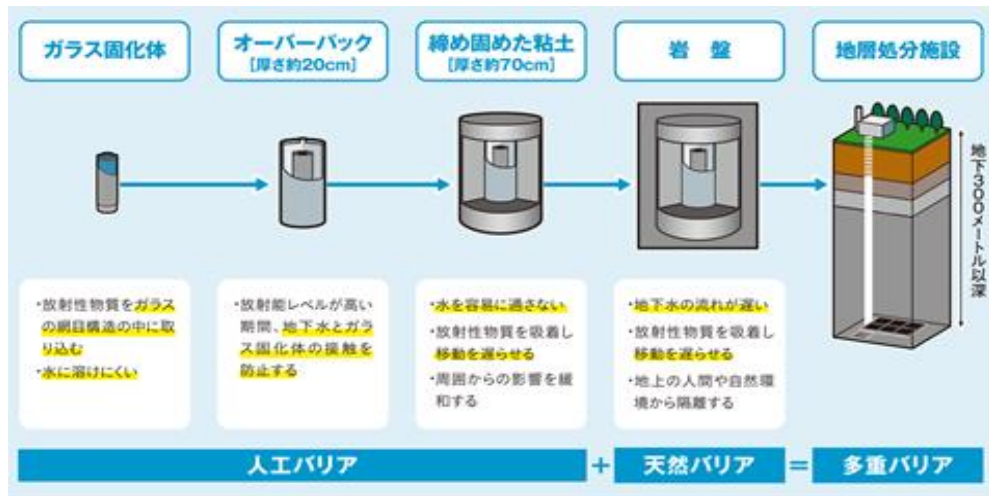 ガラス固化体
オーバーパック
[厚さ約20cm]
締め固めた粘土
[厚さ約70cm]
岩 盤
地層処分施設
地下300メートル以深
・放射性物質をガラス
の網目構造の中に取
り込む
・水に溶けにくい
・放射能レベルが高い
期間、地下水とガラ
ス固化体の接触を
防止する
・水を容易に通さない
・放射性物質を吸着し
移動を遅らせる
・周囲からの影響を緩
和する
・地下水の流れが遅い
・放射性物質を吸着し
移動を遅らせる
・地上の人間や自然環
境から隔離する
人工バリア
+
天然バリア
=
多重バリア